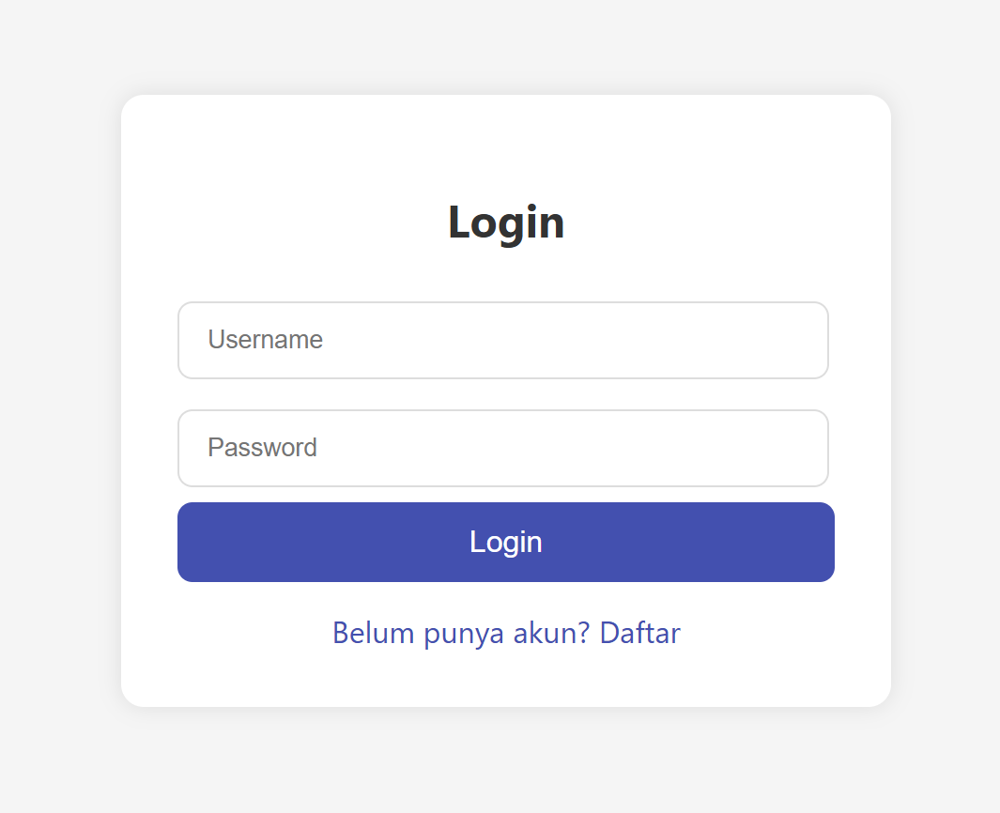 Login
Username
Password
Login
Belum punya akun? Daftar